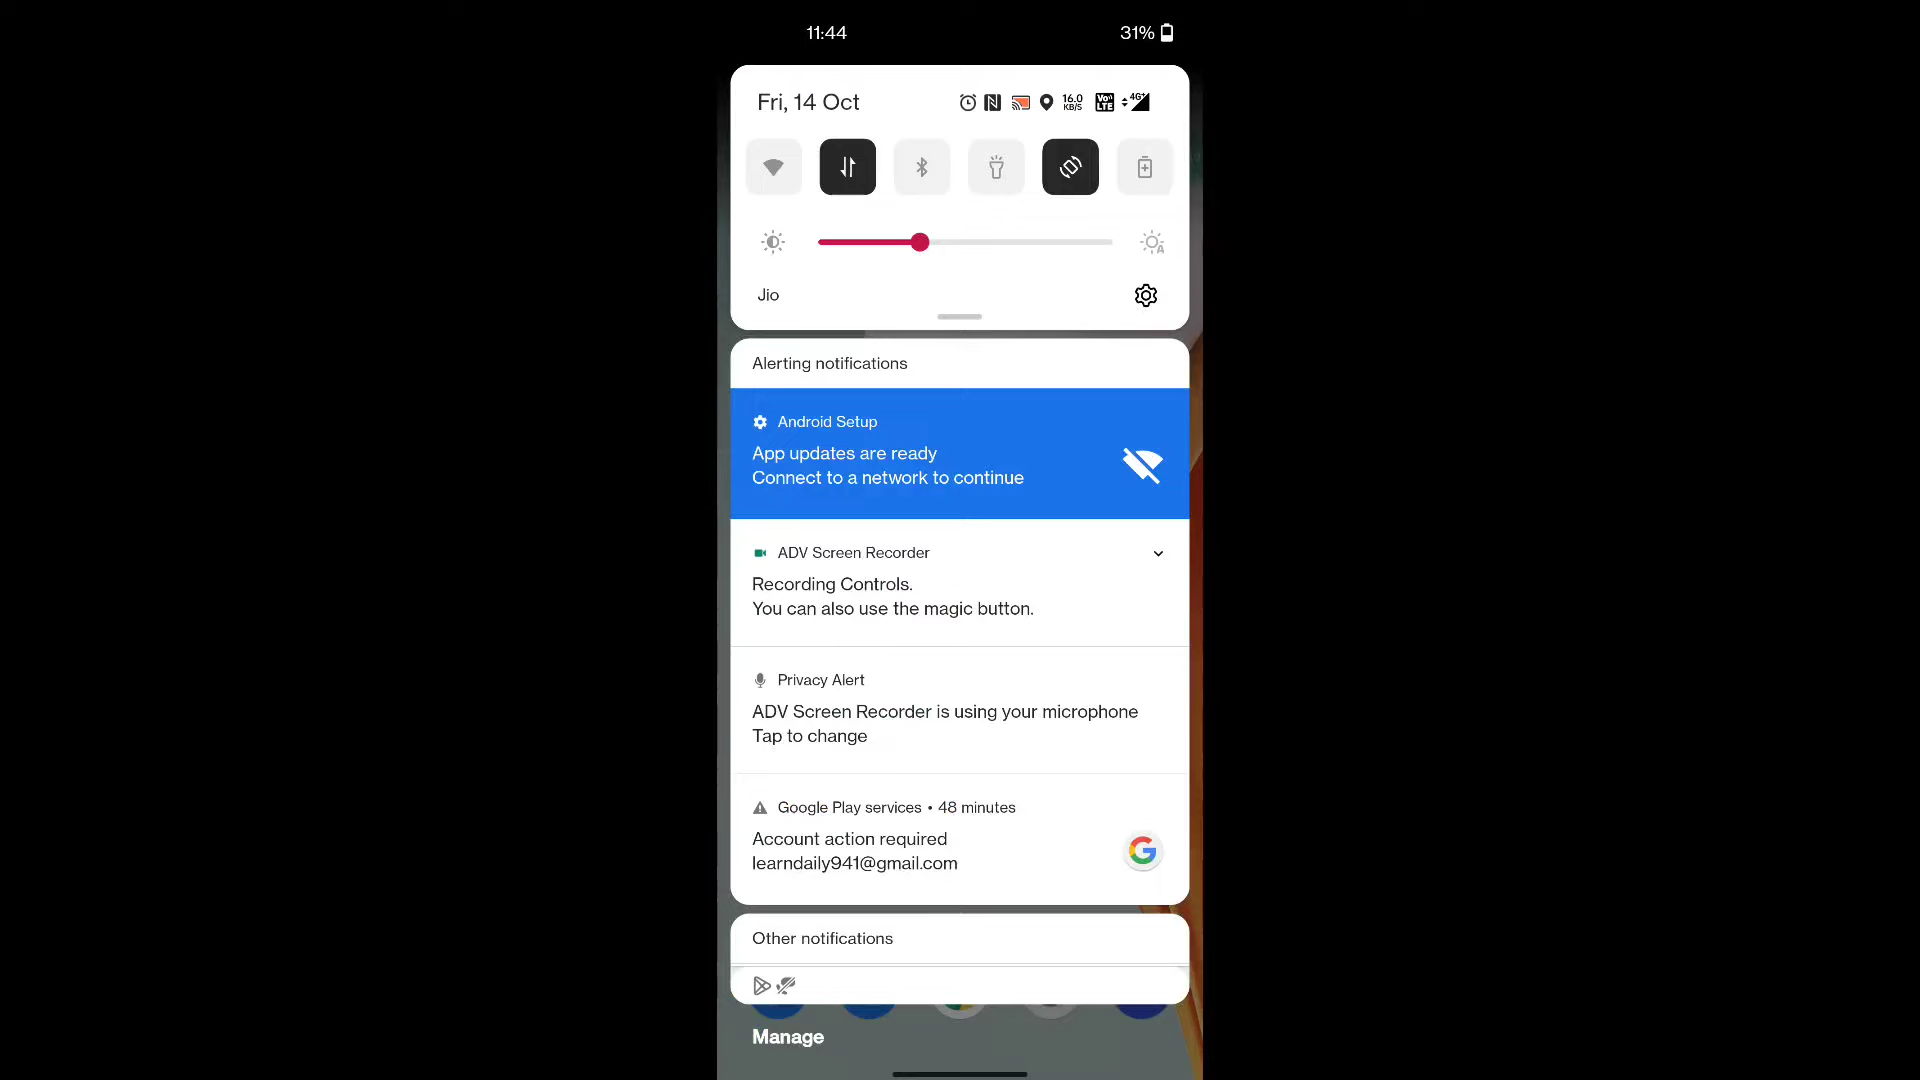 11:44
31%
Fri, 14 Oct
16.0
KB/S
Vo))
LTE
4G+
A
Jio
Alerting notifications
Android Setup
App updates are ready
Connect to a network to continue
ADV Screen Recorder
Recording Controls.
You can also use the magic button.
Privacy Alert
ADV Screen Recorder is using your microphone
Tap to change
Google Play services • 48 minutes
Account action required
learndaily941@gmail.com
Other notifications
Manage